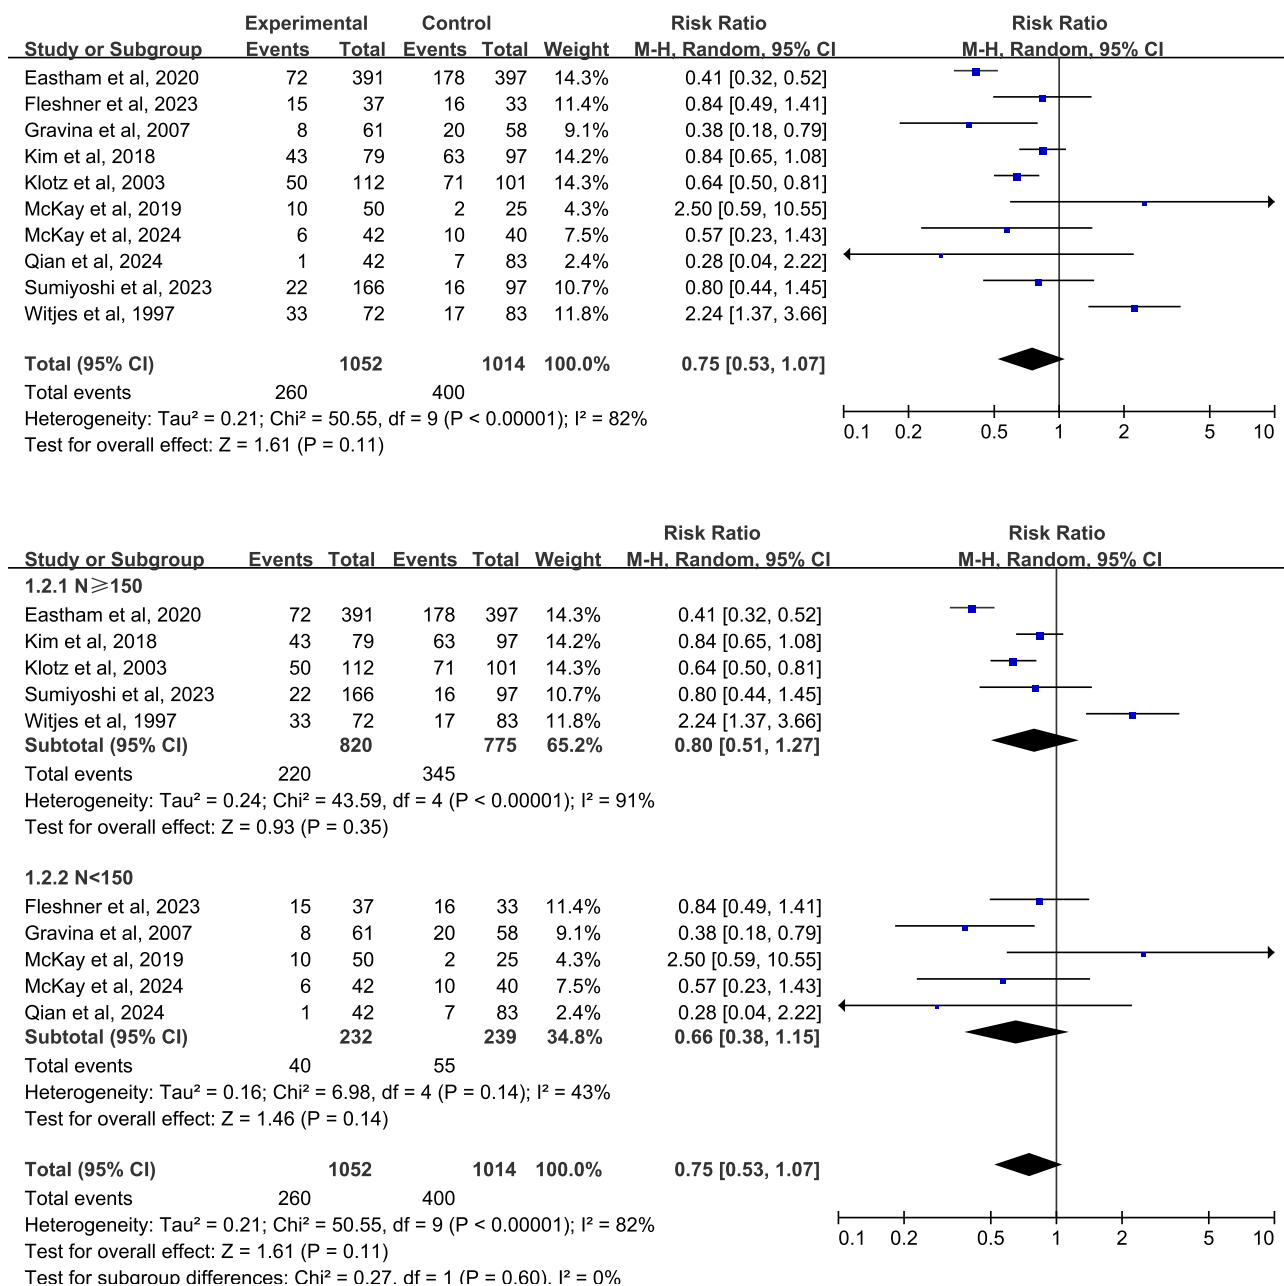 Experimental Control Risk Ratio Risk Ratio
Study or Subgroup Events Total Events Total Weight M-H, Random, 95% CI M-H, Random, 95% CI
Eastham et al, 2020 72 391 178 397 14.3% 0.41 [0.32, 0.52]
Fleshner et al, 2023 15 37 16 33 11.4% 0.84 [0.49, 1.41]
Gravina et al, 2007 8 61 20 58 9.1% 0.38 [0.18, 0.79]
Kim et al, 2018 43 79 63 97 14.2% 0.84 [0.65, 1.08]
Klotz et al, 2003 50 112 71 101 14.3% 0.64 [0.50, 0.81]
McKay et al, 2019 10 50 2 25 4.3% 2.50 [0.59, 10.55]
McKay et al, 2024 6 42 10 40 7.5% 0.57 [0.23, 1.43]
Qian et al, 2024 1 42 7 83 2.4% 0.28 [0.04, 2.22]
Sumiyoshi et al, 2023 22 166 16 97 10.7% 0.80 [0.44, 1.45]
Witjes et al, 1997 33 72 17 83 11.8% 2.24 [1.37, 3.66]
Total (95% CI) 1052 1014 100.0% 0.75 [0.53, 1.07]
Total events 260 400
Heterogeneity: Tau² = 0.21; Chi² = 50.55, df = 9 (P < 0.00001); I² = 82%
0.1 0.2 0.5 1 2 5 10
Test for overall effect: Z = 1.61 (P = 0.11)
Risk Ratio Risk Ratio
Study or Subgroup Events Total Events Total Weight M-H, Random, 95% CI M-H, Random, 95% CI
1.2.1 N⩾150
Eastham et al, 2020 72 391 178 397 14.3% 0.41 [0.32, 0.52]
Kim et al, 2018 43 79 63 97 14.2% 0.84 [0.65, 1.08]
Klotz et al, 2003 50 112 71 101 14.3% 0.64 [0.50, 0.81]
Sumiyoshi et al, 2023 22 166 16 97 10.7% 0.80 [0.44, 1.45]
Witjes et al, 1997 33 72 17 83 11.8% 2.24 [1.37, 3.66]
Subtotal (95% CI) 820 775 65.2% 0.80 [0.51, 1.27]
Total events 220 345
Heterogeneity: Tau² = 0.24; Chi² = 43.59, df = 4 (P < 0.00001); I² = 91%
Test for overall effect: Z = 0.93 (P = 0.35)
1.2.2 N<150
Fleshner et al, 2023 15 37 16 33 11.4% 0.84 [0.49, 1.41]
Gravina et al, 2007 8 61 20 58 9.1% 0.38 [0.18, 0.79]
McKay et al, 2019 10 50 2 25 4.3% 2.50 [0.59, 10.55]
McKay et al, 2024 6 42 10 40 7.5% 0.57 [0.23, 1.43]
Qian et al, 2024 1 42 7 83 2.4% 0.28 [0.04, 2.22]
Subtotal (95% CI) 232 239 34.8% 0.66 [0.38, 1.15]
Total events 40 55
Heterogeneity: Tau² = 0.16; Chi² = 6.98, df = 4 (P = 0.14); I² = 43%
Test for overall effect: Z = 1.46 (P = 0.14)
Total (95% CI) 1052 1014 100.0% 0.75 [0.53, 1.07]
Total events 260 400
Heterogeneity: Tau² = 0.21; Chi² = 50.55, df = 9 (P < 0.00001); I² = 82%
0.1 0.2 0.5 1 2 5 10
Test for overall effect: Z = 1.61 (P = 0.11)
Test for subgroup differences: Chi² = 0.27, df = 1 (P = 0.60), I² = 0%